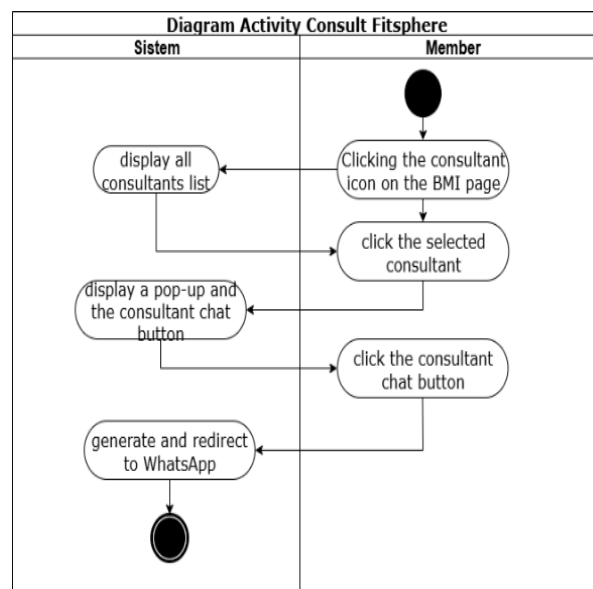 Diagram Activity Consult Fitsphere
Sistem
Member
Clicking the consultant
icon on the BMI page
display all
consultants list
click the selected
consultant
display a pop-up and
the consultant chat
button
click the consultant
chat button
generate and redirect
to WhatsApp